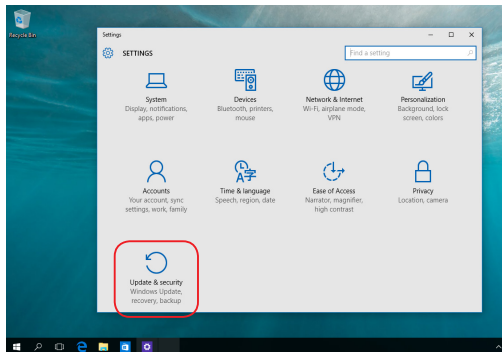 Recycle Bin
Settings
SETTINGS
Find a setting
System
Display, notifications,
apps, power
Devices
Bluetooth, printers,
mouse
Network & Internet
Wi-Fi, airplane mode,
VPN
Personalization
Background, lock
screen, colors
Accounts
Your account, sync
settings, work, family
Time & language
Speech, region, date
Ease of Access
Narrator, magnifier,
high contrast
Privacy
Location, camera
Update & security
Windows Update,
recovery, backup